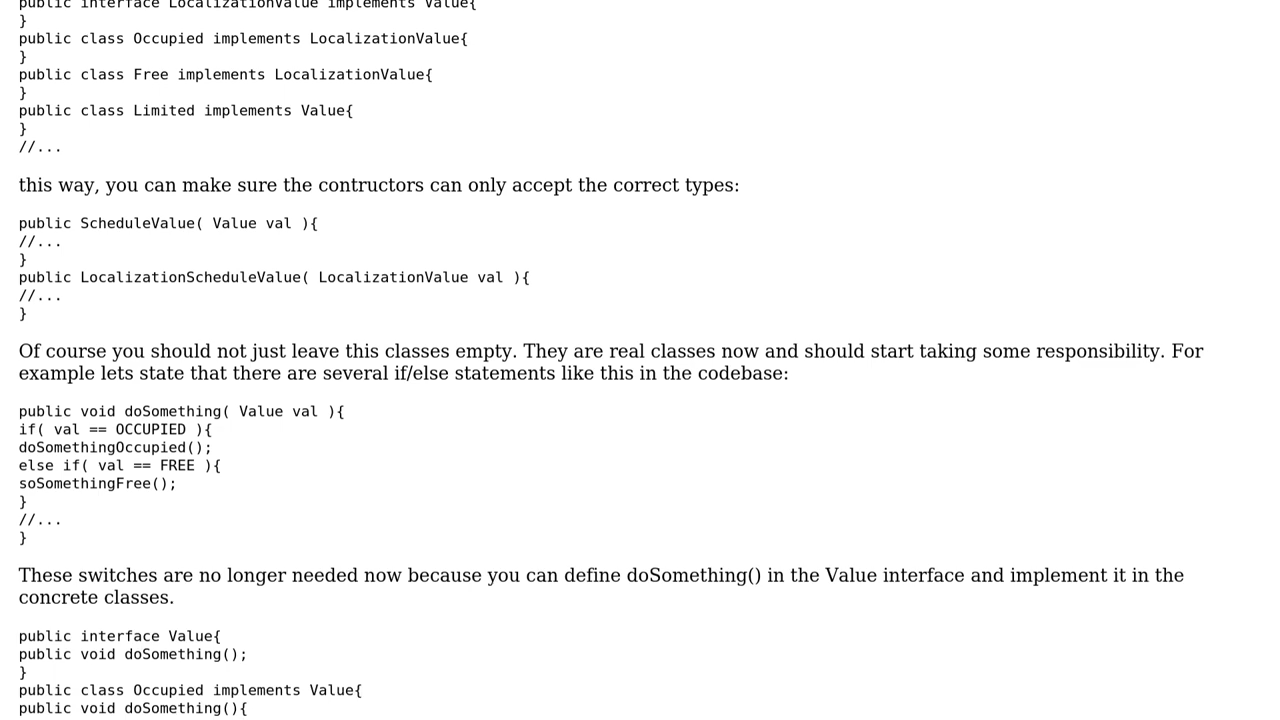 public interface LocalizationValue implements Value{
}
public class Occupied implements LocalizationValue{
}
public class Free implements LocalizationValue{
}
public class Limited implements Value{
}
//...
this way, you can make sure the contructors can only accept the correct types:
public ScheduleValue( Value val ){
//...
}
public LocalizationScheduleValue( LocalizationValue val ){
//...
}
Of course you should not just leave this classes empty. They are real classes now and should start taking some responsibility. For
example lets state that there are several if/else statements like this in the codebase:
public void doSomething( Value val ){
if( val == OCCUPIED ){
doSomethingOccupied();
else if( val == FREE ){
soSomethingFree();
}
//...
}
These switches are no longer needed now because you can define doSomething() in the Value interface and implement it in the
concrete classes.
public interface Value{
public void doSomething();
}
public class Occupied implements Value{
public void doSomething(){